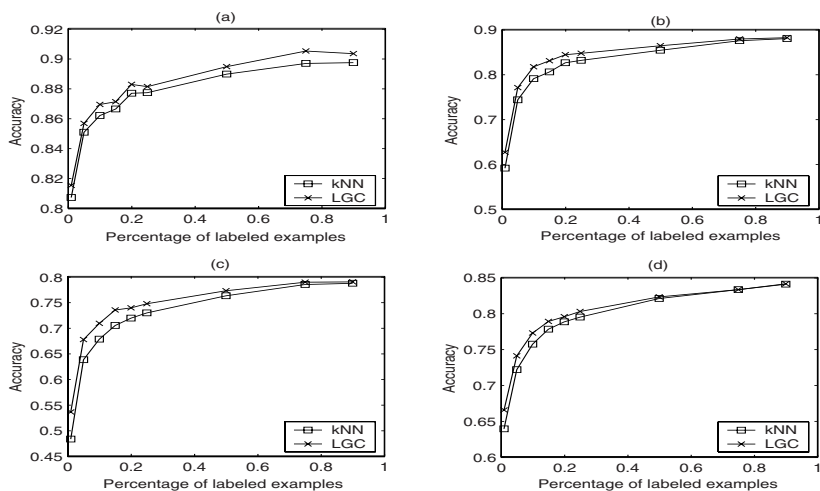 (a)
0.92
0.9
0.88
0.86
0.84
0.82
0.8
Accuracy
kNN
LGC
0 0.2 0.4 0.6 0.8 1
Percentage of labeled examples
(b)
0.9
0.8
0.7
0.6
0.5
Accuracy
kNN
LGC
0 0.2 0.4 0.6 0.8 1
Percentage of labeled examples
(c)
0.8
0.75
0.65
0.55
0.5
0.45
Accuracy
kNN
LGC
0 0.2 0.4 0.6 0.8 1
Percentage of labeled examples
(d)
0.85
0.8
0.75
0.7
0.65
0.6
Accuracy
kNN
LGC
0 0.2 0.4 0.6 0.8 1
Percentage of labeled examples